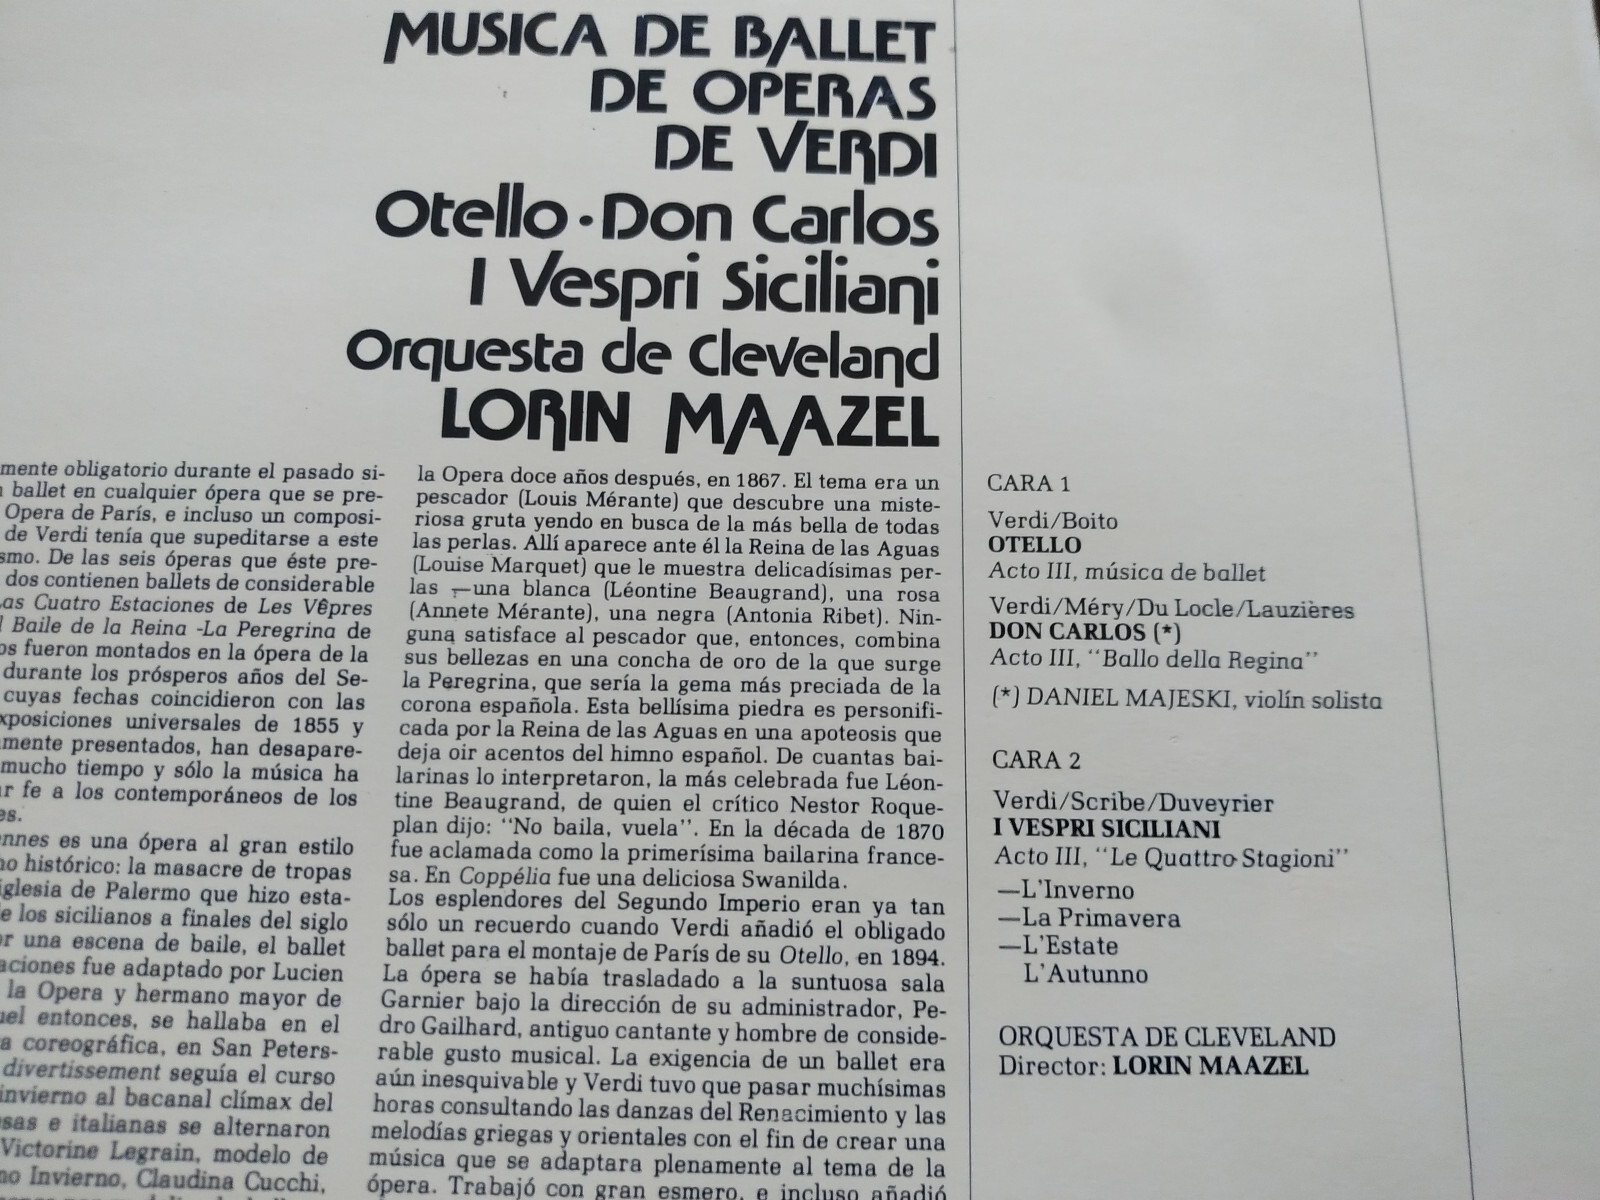 MUSICA DE BALLET
DE OPERAS
DE VERDI
Otello · Don Carlos
I Vespri Siciliani
Orquesta de Cleveland
LORIN MAAZEL
mente obligatorio durante el pasado si-
ballet en cualquier ópera que se pre-
Opera de París, e incluso un composi-
de Verdi tenía que supeditarse a este
smo. De las seis óperas que éste pre-
dos contienen ballets de considerable
Las Cuatro Estaciones de Les Vêpres
Baile de la Reina -La Peregrina de
os fueron montados en la ópera de la
durante los prósperos años del Se-
cuyas fechas coincidieron con las
xposiciones universales de 1855 y
mente presentados, han desapare-
mucho tiempo y sólo la música ha
r fe a los contemporáneos de los
es.
ennes es una ópera al gran estilo
no histórico: la masacre de tropas
iglesia de Palermo que hizo esta-
e los sicilianos a finales del siglo
or una escena de baile, el ballet
aciones fue adaptado por Lucien
la Opera y hermano mayor de
uel entonces, se hallaba en el
a coreográfica, en San Peters-
divertissement seguía el curso
invierno al bacanal clímax del
sas e italianas se alternaron
Victorine Legrain, modelo de
no Invierno, Claudina Cucchi,
la Opera doce años después, en 1867. El tema era un
pescador (Louis Mérante) que descubre una miste-
riosa gruta yendo en busca de la más bella de todas
las perlas. Allí aparece ante él la Reina de las Aguas
(Louise Marquet) que le muestra delicadísimas per-
las —una blanca (Léontine Beaugrand), una rosa
(Annete Mérante), una negra (Antonia Ribet). Nin-
guna satisface al pescador que, entonces, combina
sus bellezas en una concha de oro de la que surge
la Peregrina, que sería la gema más preciada de la
corona española. Esta bellísima piedra es personifi-
cada por la Reina de las Aguas en una apoteosis que
deja oir acentos del himno español. De cuantas bai-
larinas lo interpretaron, la más celebrada fue Léon-
tine Beaugrand, de quien el crítico Nestor Roque-
plan dijo: “No baila, vuela”. En la década de 1870
fue aclamada como la primerísima bailarina france-
sa. En Coppélia fue una deliciosa Swanilda.
Los esplendores del Segundo Imperio eran ya tan
sólo un recuerdo cuando Verdi añadió el obligado
ballet para el montaje de París de su Otello, en 1894.
La ópera se había trasladado a la suntuosa sala
Garnier bajo la dirección de su administrador, Pe-
dro Gailhard, antiguo cantante y hombre de conside-
rable gusto musical. La exigencia de un ballet era
aún inesquivable y Verdi tuvo que pasar muchísimas
horas consultando las danzas del Renacimiento y las
melodías griegas y orientales con el fin de crear una
música que se adaptara plenamente al tema de la
ópera. Trabajó con gran esmero, e incluso añadió
CARA 1
Verdi/Boito
OTELLO
Acto III, música de ballet
Verdi/Méry/Du Locle/Lauzières
DON CARLOS (*)
Acto III, “Ballo della Regina”
(*) DANIEL MAJESKI, violín solista
CARA 2
Verdi/Scribe/Duveyrier
I VESPRI SICILIANI
Acto III, “Le Quattro Stagioni”
—L'Inverno
—La Primavera
—L'Estate
L'Autunno
ORQUESTA DE CLEVELAND
Director: LORIN MAAZEL